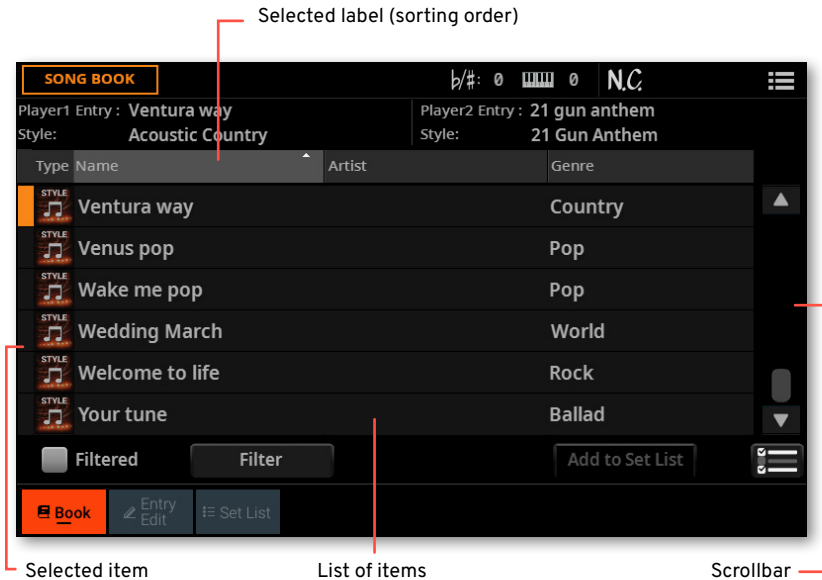 Selected label (sorting order)
SONG BOOK ♭/#: 0 0 N.C.
Player1 Entry : Ventura way Player2 Entry : 21 gun anthem
Style: Acoustic Country Style: 21 Gun Anthem
Type Name Artist Genre
STYLE Ventura way Country
STYLE Venus pop Pop
STYLE Wake me pop Pop
STYLE Wedding March World
STYLE Welcome to life Rock
STYLE Your tune Ballad
Filtered Filter Add to Set List
Book Entry Edit Set List
Selected item List of items Scrollbar